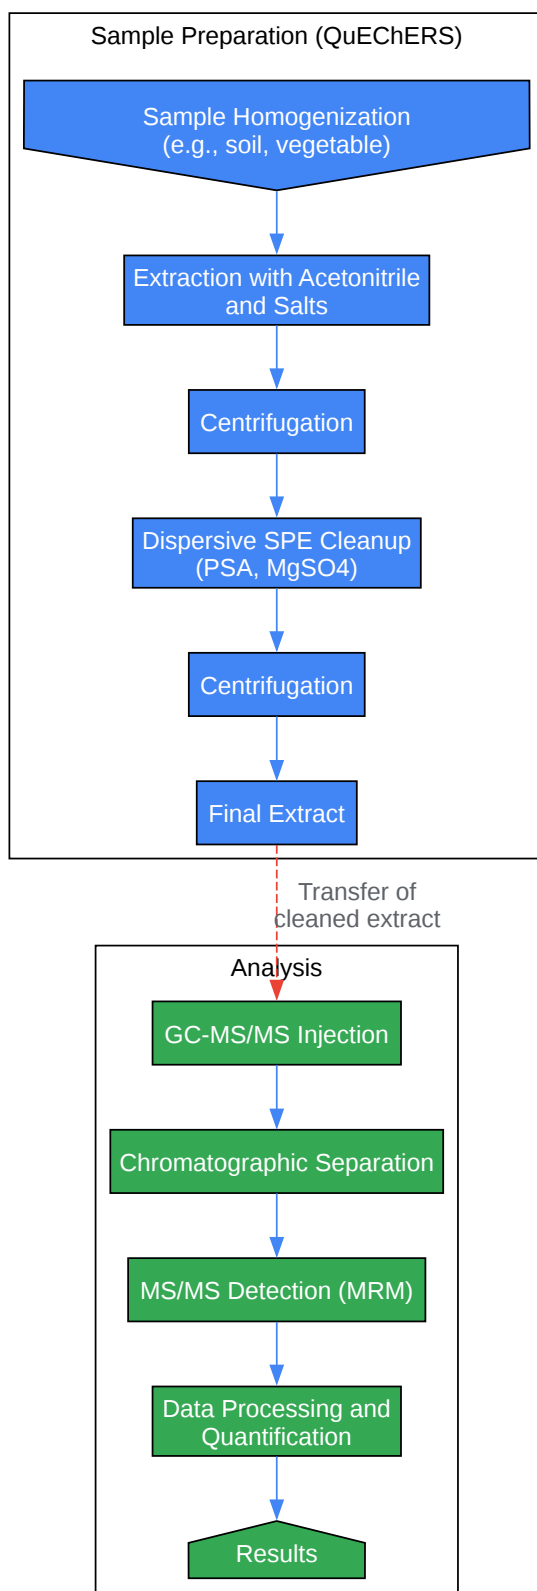 Sample Preparation (QuEChERS)
Sample Homogenization
(e.g., soil, vegetable)
Extraction with Acetonitrile
and Salts
Centrifugation
Dispersive SPE Cleanup
(PSA, MgSO4)
Centrifugation
Final Extract
Transfer of
cleaned extract
Analysis
GC-MS/MS Injection
Chromatographic Separation
MS/MS Detection (MRM)
Data Processing and
Quantification
Results